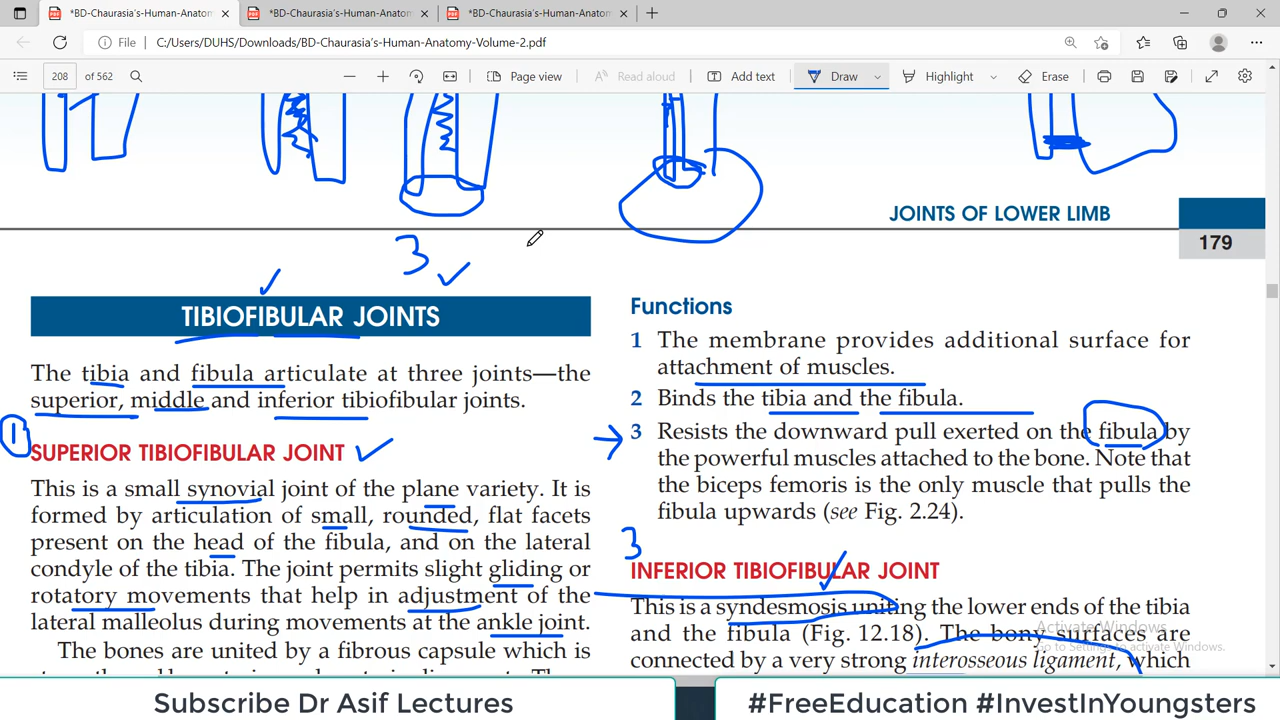 *BD-Chaurasia's-Human-Anatom
*BD-Chaurasia's-Human-Anatom
*BD-Chaurasia's-Human-Anatom
File
C:/Users/DUHS/Downloads/BD-Chaurasia's-Human-Anatomy-Volume-2.pdf
208 of 562
Page view
Read aloud
Add text
Draw
Highlight
Erase
JOINTS OF LOWER LIMB
179
3
TIBIOFIBULAR JOINTS
The tibia and fibula articulate at three joints—the
superior, middle and inferior tibiofibular joints.
1
SUPERIOR TIBIOFIBULAR JOINT
This is a small synovial joint of the plane variety. It is
formed by articulation of small, rounded, flat facets
present on the head of the fibula, and on the lateral
condyle of the tibia. The joint permits slight gliding or
rotatory movements that help in adjustment of the
lateral malleolus during movements at the ankle joint.
The bones are united by a fibrous capsule which is
Functions
1 The membrane provides additional surface for
attachment of muscles.
2 Binds the tibia and the fibula.
3 Resists the downward pull exerted on the fibula by
the powerful muscles attached to the bone. Note that
the biceps femoris is the only muscle that pulls the
fibula upwards (see Fig. 2.24).
3
INFERIOR TIBIOFIBULAR JOINT
This is a syndesmosis uniting the lower ends of the tibia
and the fibula (Fig. 12.18). The bony surfaces are
connected by a very strong interosseous ligament, which
Activate Windows
Go to Settings to activate Windows.
Subscribe Dr Asif Lectures
#FreeEducation #InvestInYoungsters